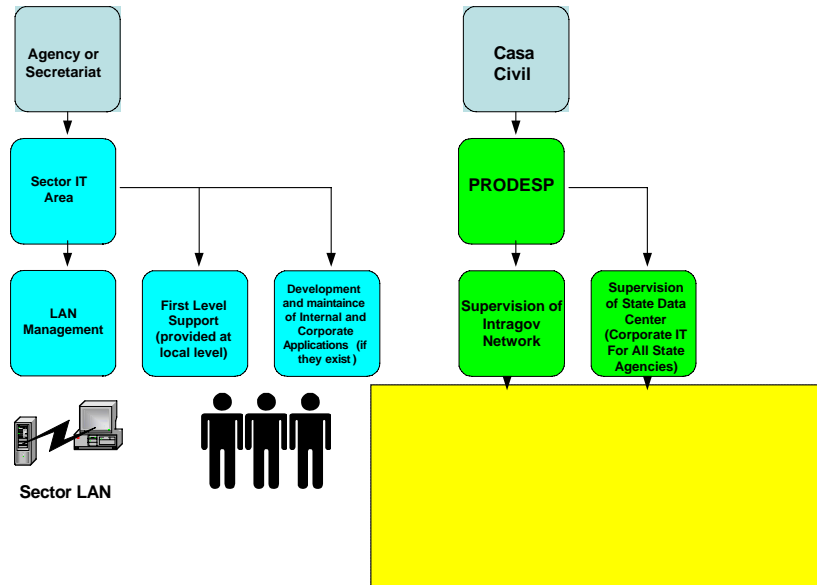 Agency or
Secretariat
Casa
Civil
Sector IT
Area
PRODESP
LAN
Management
First Level
Support
(provided at
local level)
Development
and maintaince
of Internal and
Corporate
Applications (if
they exist)
Supervision of
Intragov
Network
Supervision
of State Data
Center
(Corporate IT
For All State
Agencies)
Sector LAN